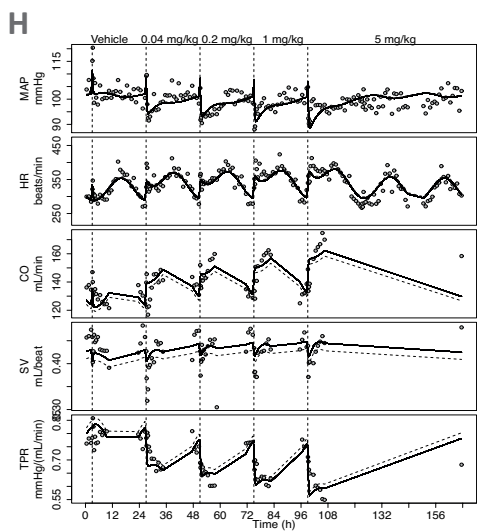 H
Vehicle 0.04 mg/kg 0.2 mg/kg 1 mg/kg 5 mg/kg
MAP
mmHg
90 100 115
HR
beats/min
250 350 450
CO
mL/min
120 140 160
SV
mL/beat
0.40
TPR
mmHg/(mL/min)
0.55 0.70
0 12 24 36 48 60 72 84 96 108 132 156
Time (h)